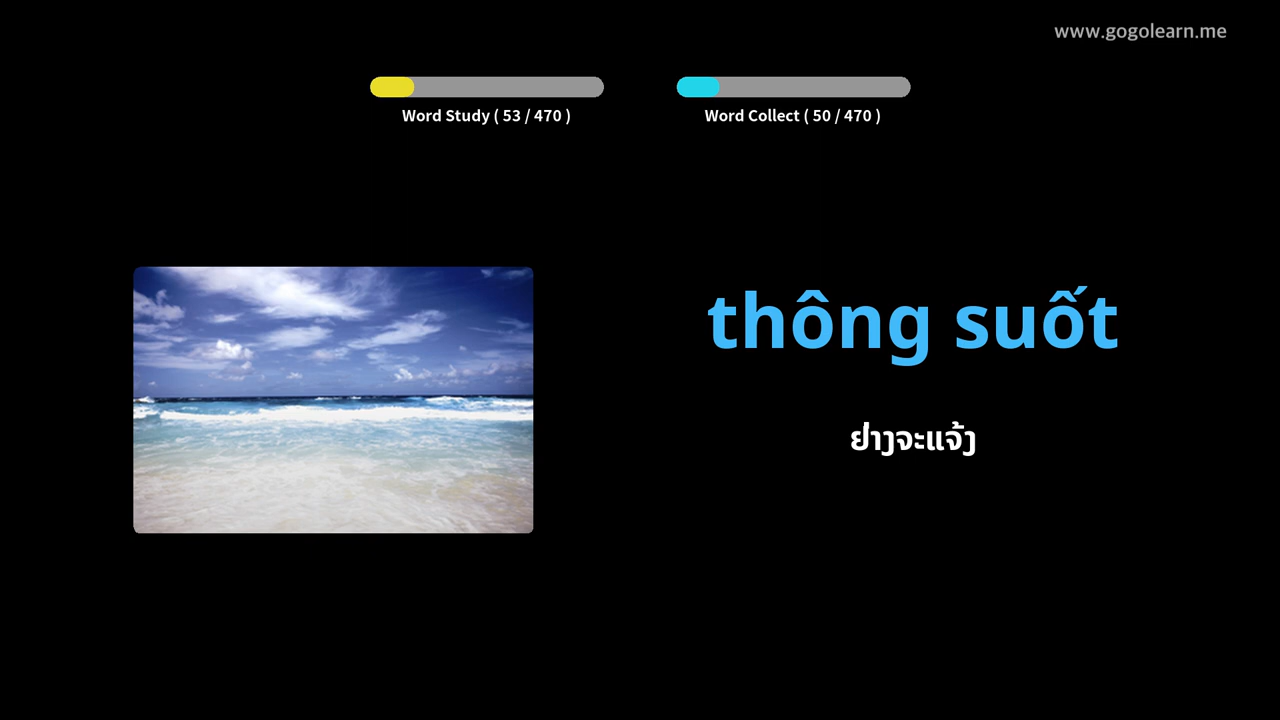 www.gogolearn.me
Word Study ( 53 / 470 )
Word Collect ( 50 / 470 )
thông suốt
ຢ່າງຈະແຈ້ງ